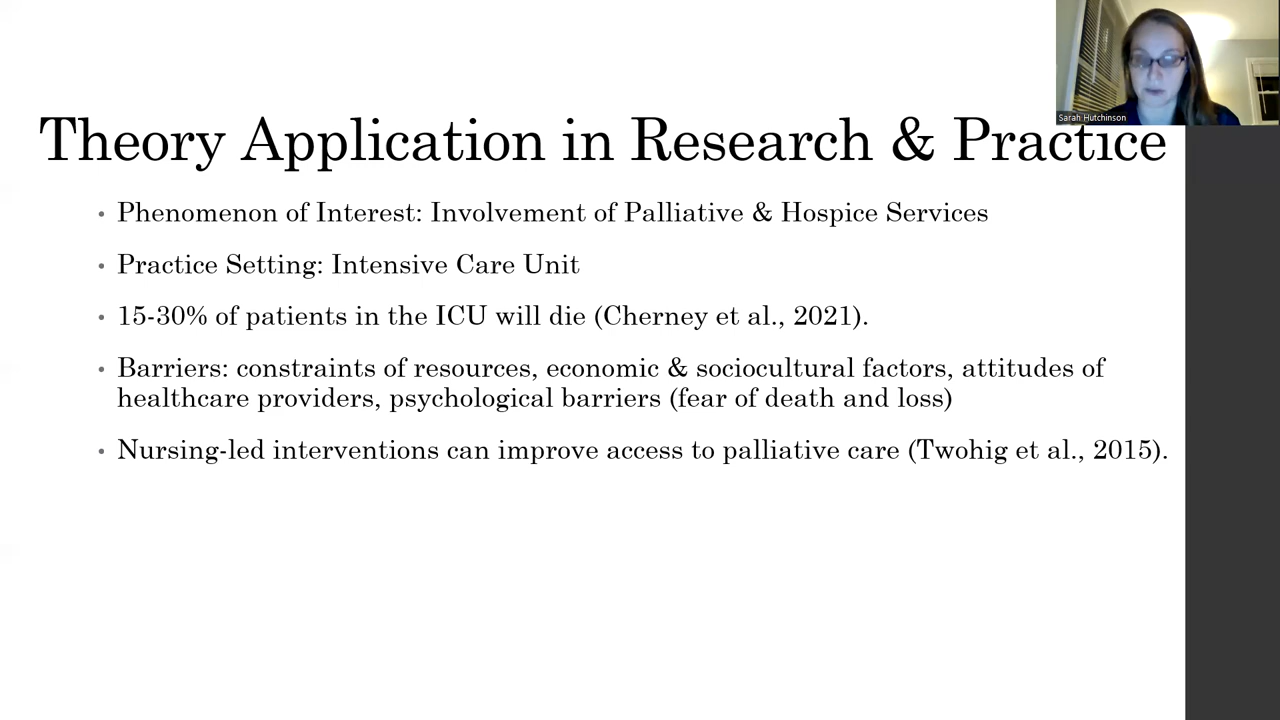 Sarah Hutchinson
Theory Application in Research & Practice
• Phenomenon of Interest: Involvement of Palliative & Hospice Services
• Practice Setting: Intensive Care Unit
• 15-30% of patients in the ICU will die (Cherney et al., 2021).
• Barriers: constraints of resources, economic & sociocultural factors, attitudes of
healthcare providers, psychological barriers (fear of death and loss)
• Nursing-led interventions can improve access to palliative care (Twohig et al., 2015).